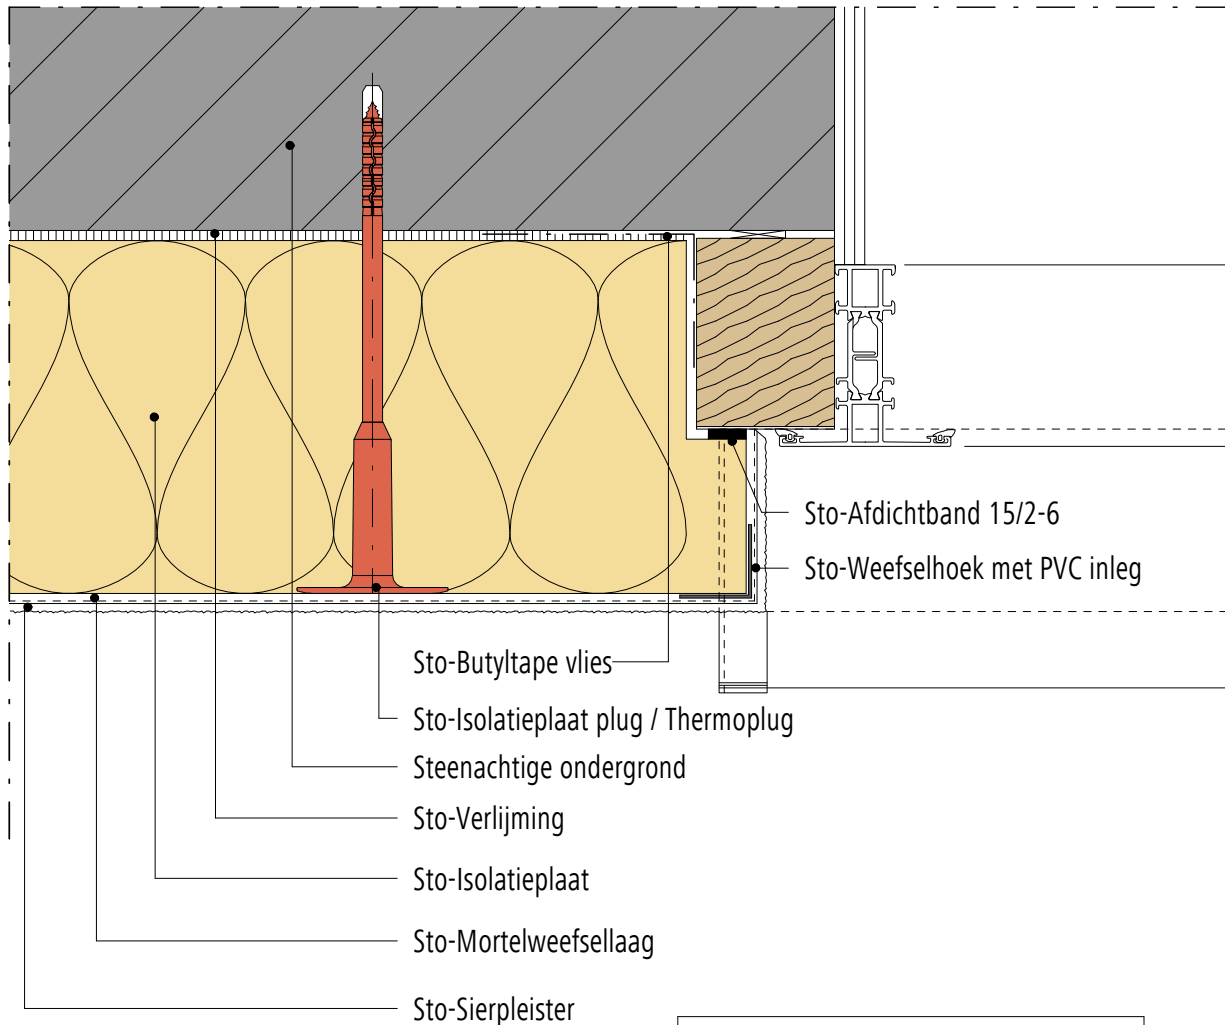 Sto-Afdichtband 15/2-6
Sto-Weefselhoek met PVC inleg
Sto-Butyltape vlies
Sto-Isolatieplaat plug / Thermoplug
Steenachtige ondergrond
Sto-Verlijming
Sto-Isolatieplaat
Sto-Mortelweefsellaag
Sto-Sierpleister